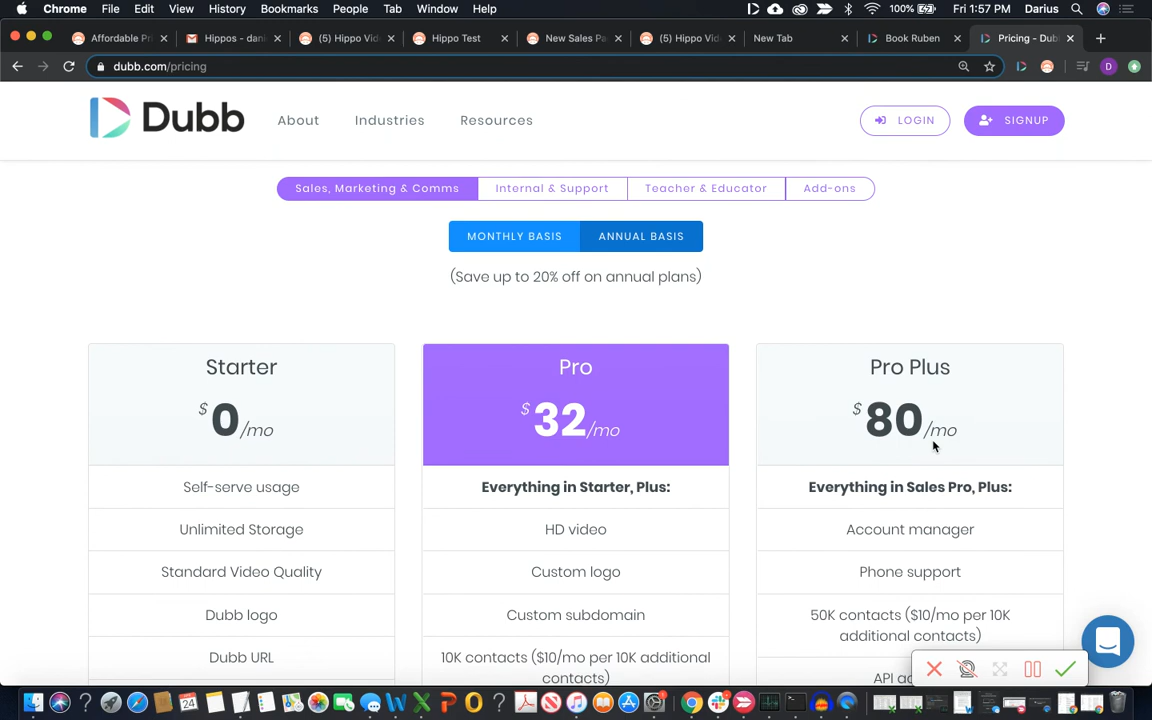 Chrome File Edit View History Bookmarks People Tab Window Help 100% Fri 1:57 PM Darius
Affordable Pri Hippos - dani (5) Hippo Vide Hippo Test New Sales Pa (5) Hippo Vid New Tab Book Ruben Pricing - Dub
dubb.com/pricing D
Dubb About Industries Resources LOGIN SIGNUP
Sales, Marketing & Comms Internal & Support Teacher & Educator Add-ons
MONTHLY BASIS ANNUAL BASIS
(Save up to 20% off on annual plans)
Starter Pro Pro Plus
$0/mo $32/mo $80/mo
Self-serve usage Everything in Starter, Plus: Everything in Sales Pro, Plus:
Unlimited Storage HD video Account manager
Standard Video Quality Custom logo Phone support
Dubb logo Custom subdomain 50K contacts ($10/mo per 10K
additional contacts)
Dubb URL 10K contacts ($10/mo per 10K additional
contacts) API ac
24